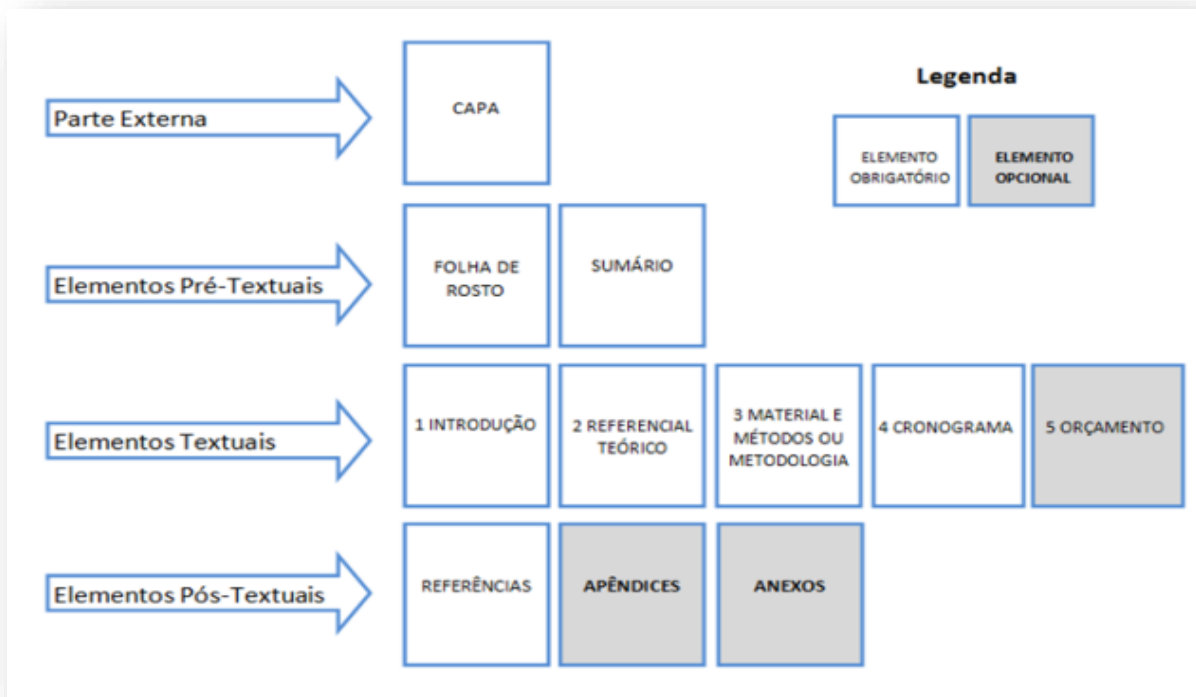 Legenda
Parte Externa
CAPA
ELEMENTO
OBRIGATÓRIO
ELEMENTO
OPCIONAL
Elementos Pré-Textuais
FOLHA DE
ROSTO
SUMÁRIO
Elementos Textuais
1 INTRODUÇÃO
2 REFERENCIAL
TEÓRICO
3 MATERIAL E
MÉTODOS OU
METODOLOGIA
4 CRONOGRAMA
5 ORÇAMENTO
Elementos Pós-Textuais
REFERÊNCIAS
APÊNDICES
ANEXOS